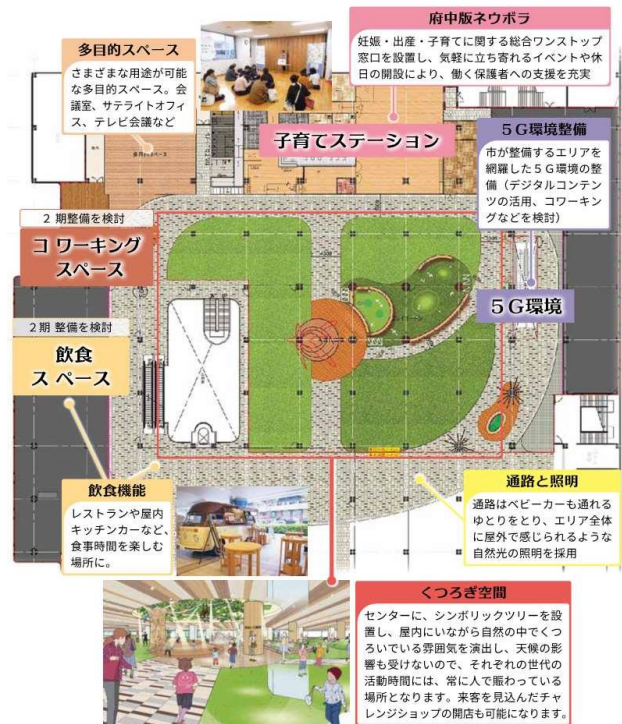 府中版ネウボラ
妊娠・出産・子育てに関する総合ワンストップ
窓口を設置し、気軽に立ち寄れるイベントや休
日の開設により、働く保護者への支援を充実
多目的スペース
さまざまな用途が可能
な多目的スペース。会
議室、サテライトオフィ
ス、テレビ会議など
子育てステーション
5G環境整備
市が整備するエリアを
網羅した5G環境の整
備（デジタルコンテン
ツの活用、コワーキン
グなどを検討）
多目的スペース
2期整備を検討
コワーキング
スペース
5G環境
2期整備を検討
飲食
スペース
飲食機能
レストランや屋内
キッチンカーなど、
食事時間を楽しむ
場所に。
通路と照明
通路はベビーカーも通れる
ゆとりをとり、エリア全体
に屋外で感じられるような
自然光の照明を採用
くつろぎ空間
センターに、シンボリックツリーを設
置し、屋内にいながら自然の中でくつ
ろいでいる雰囲気を演出し、天候の影
響も受けないので、それぞれの世代の
活動時間には、常に人で賑わっている
場所となります。来客を見込んだチャ
レンジショップの開店も可能になります。